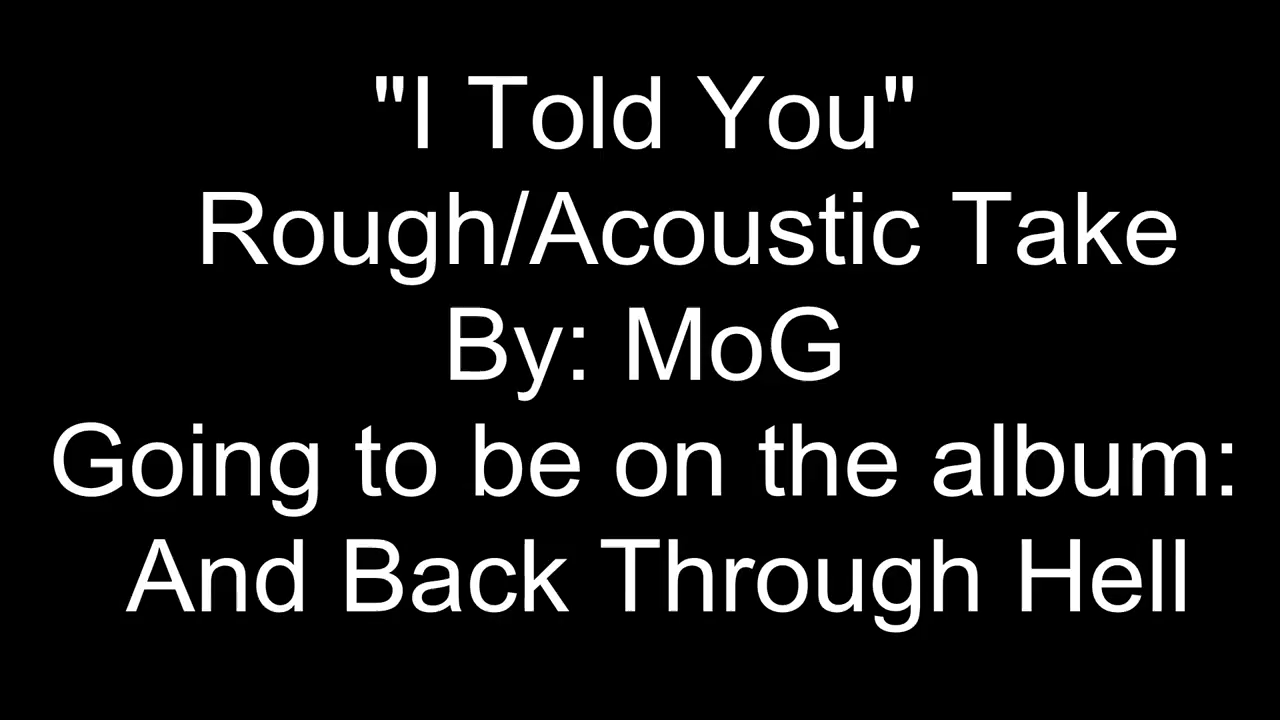 "I Told You"
Rough/Acoustic Take
By: MoG
Going to be on the album:
And Back Through Hell